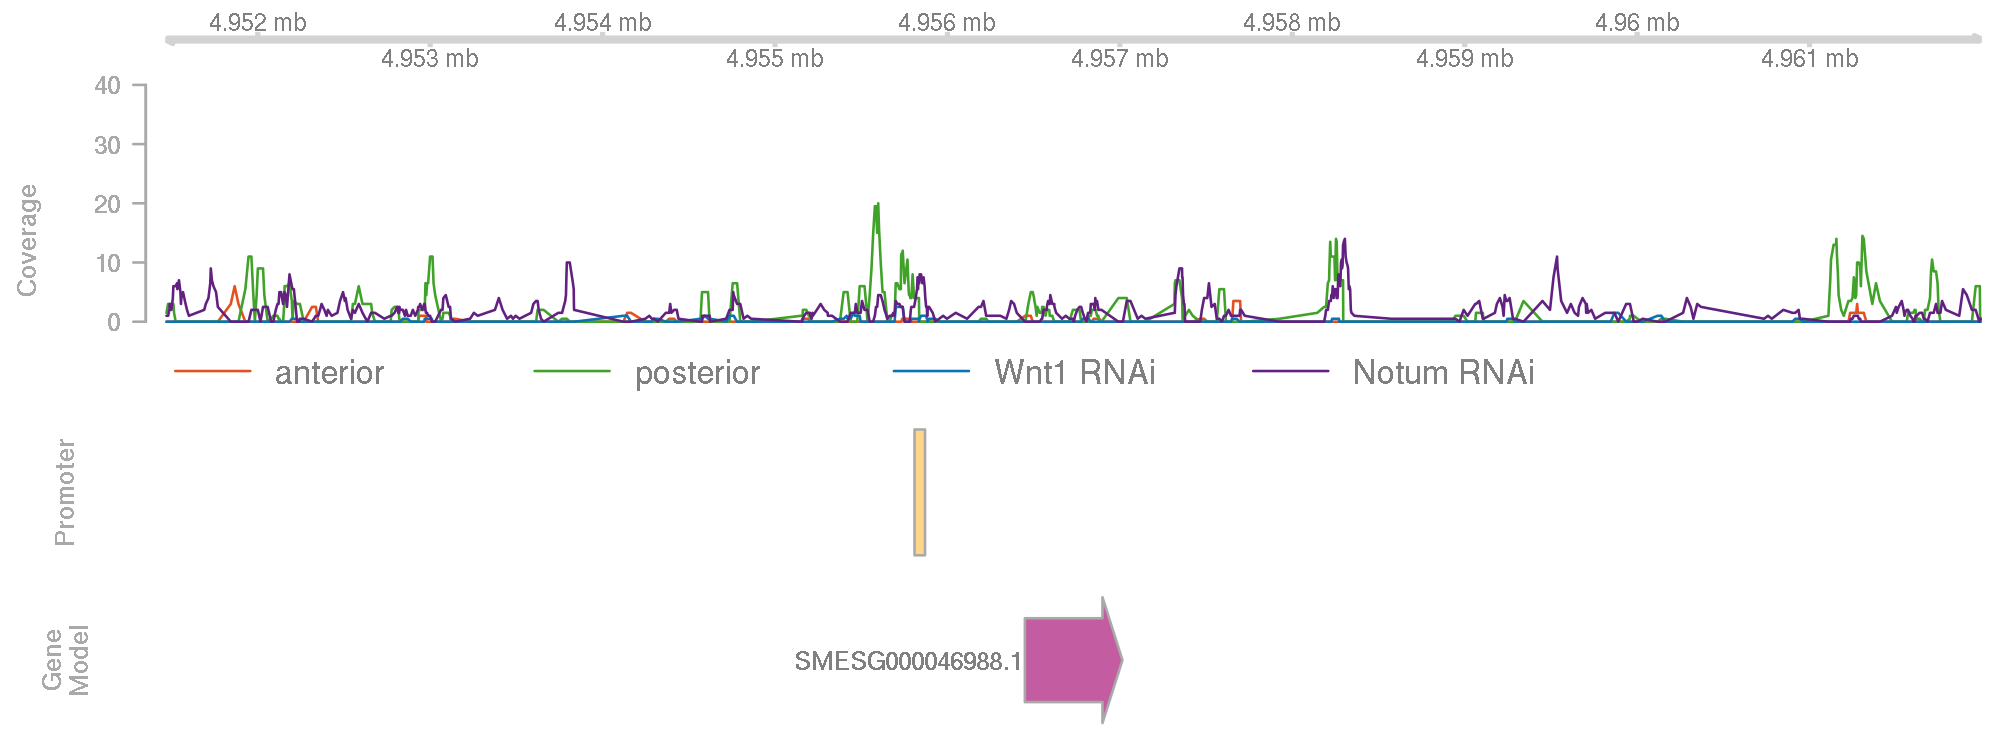 4.952 mb 4.954 mb 4.956 mb 4.958 mb 4.96 mb
4.953 mb 4.955 mb 4.957 mb 4.959 mb 4.961 mb
40
30
20
10
0
Coverage
anterior posterior Wnt1 RNAi Notum RNAi
Promoter
Gene
Model
SMESG000046988.1